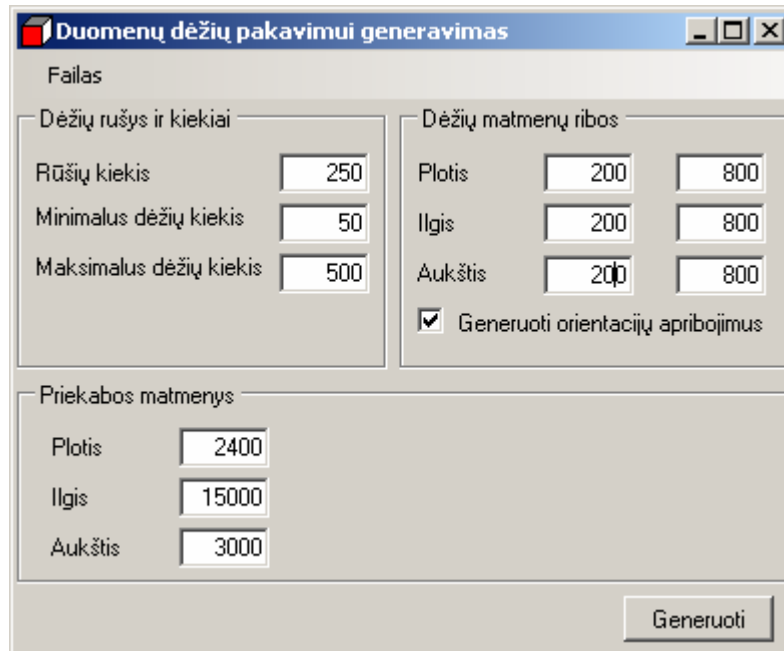 Duomenų dėžių pakavimui generavimas
Failas
Dėžių rušys ir kiekiai
Rūšių kiekis 250
Minimalus dėžių kiekis 50
Maksimalus dėžių kiekis 500
Dėžių matmenų ribos
Plotis 200 800
Ilgis 200 800
Aukštis 200 800
Generuoti orientacijų apribojimus
Priekabos matmenys
Plotis 2400
Ilgis 15000
Aukštis 3000
Generuoti